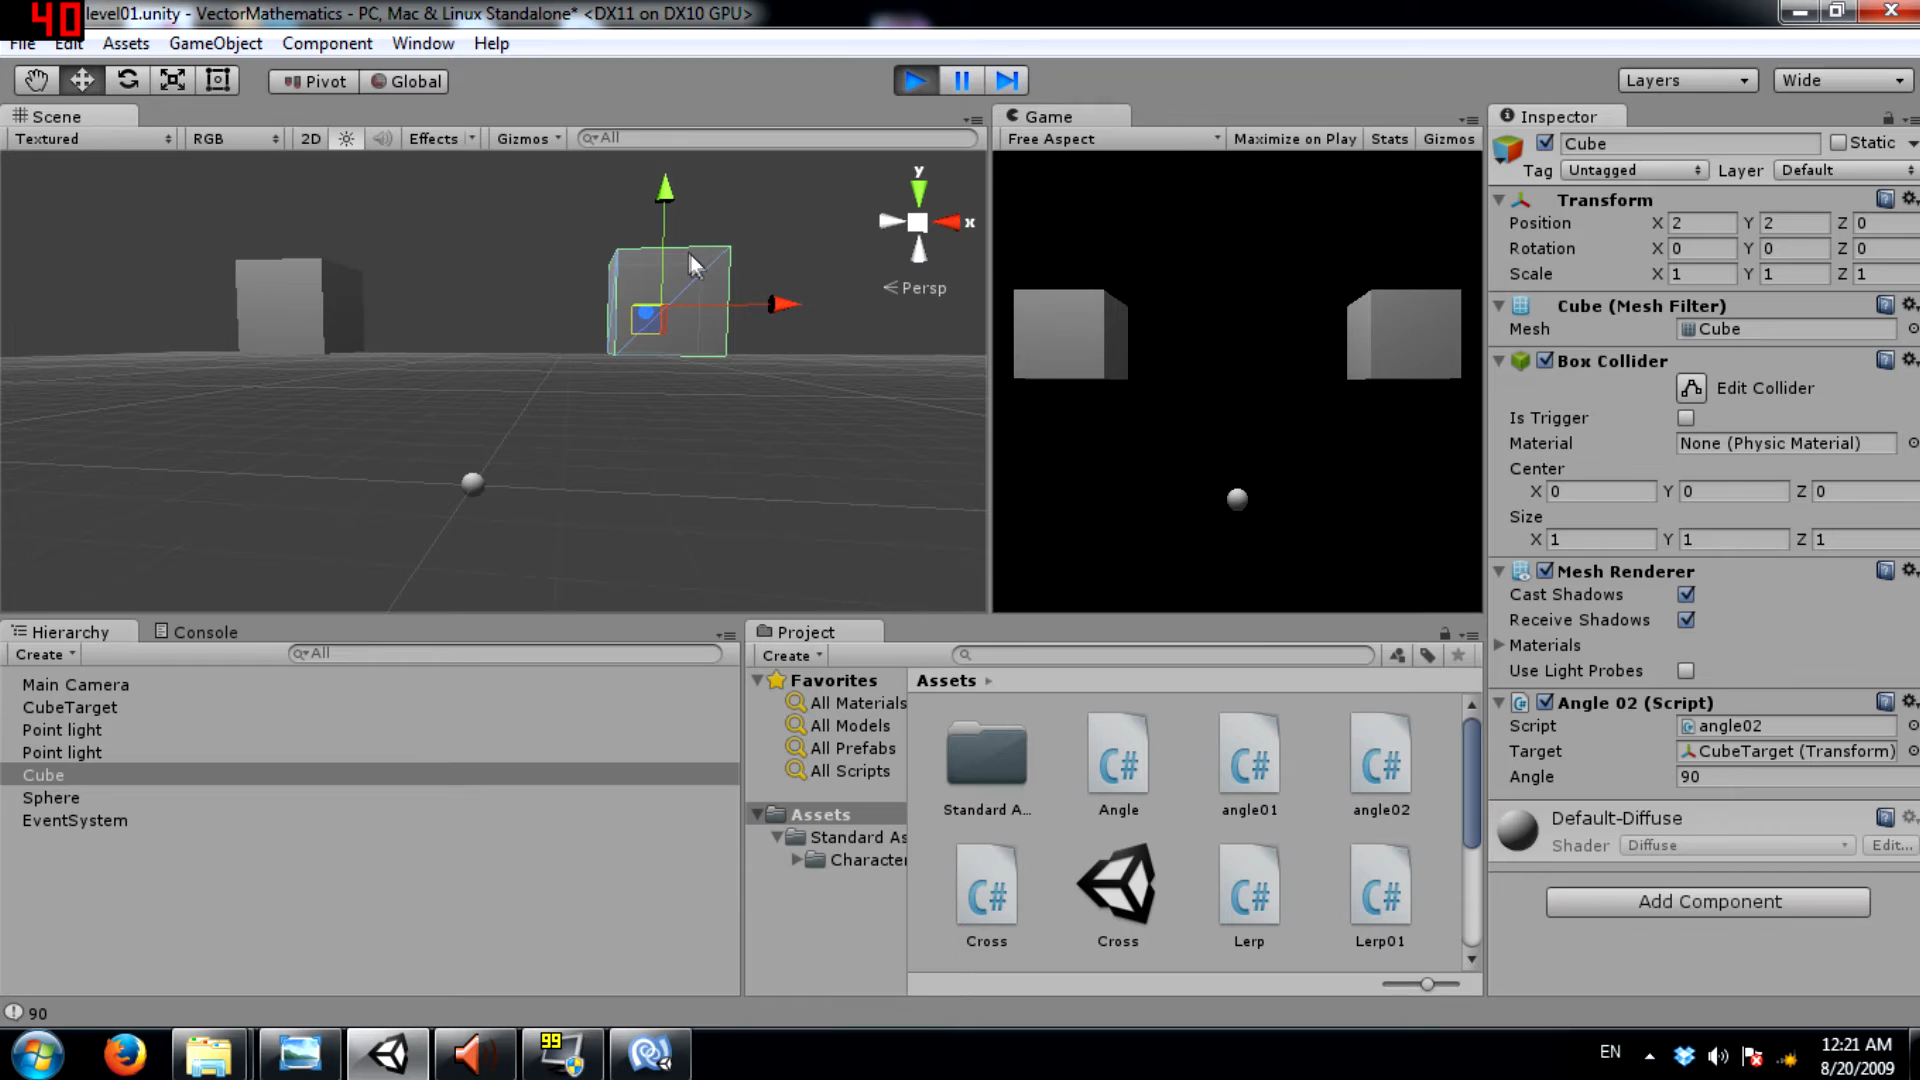 40
level01.unity - VectorMathematics - PC, Mac & Linux Standalone* <DX11 on DX10 GPU>
File Edit Assets GameObject Component Window Help
Pivot Global Layers Wide
Scene
Textured RGB 2D Effects Gizmos All
y
x
Persp
Game
Free Aspect Maximize on Play Stats Gizmos
Inspector
Cube Static
Tag Untagged Layer Default
Transform
Position X 2 Y 2 Z 0
Rotation X 0 Y 0 Z 0
Scale X 1 Y 1 Z 1
Cube (Mesh Filter)
Mesh Cube
Box Collider
Edit Collider
Is Trigger
Material None (Physic Material)
Center
X 0 Y 0 Z 0
Size
X 1 Y 1 Z 1
Mesh Renderer
Cast Shadows
Receive Shadows
Materials
Use Light Probes
Angle 02 (Script)
Script angle02
Target CubeTarget (Transform)
Angle 90
Default-Diffuse
Shader Diffuse Edit...
Add Component
Hierarchy Console
Create All
Main Camera
CubeTarget
Point light
Point light
Cube
Sphere
EventSystem
Project
Create
Favorites
All Materials
All Models
All Prefabs
All Scripts
Assets
Standard As
Character
Assets
C# C# C#
Standard A... Angle angle01 angle02
C# C# C#
Cross Cross Lerp Lerp01
90
99
EN
12:21 AM
8/20/2009